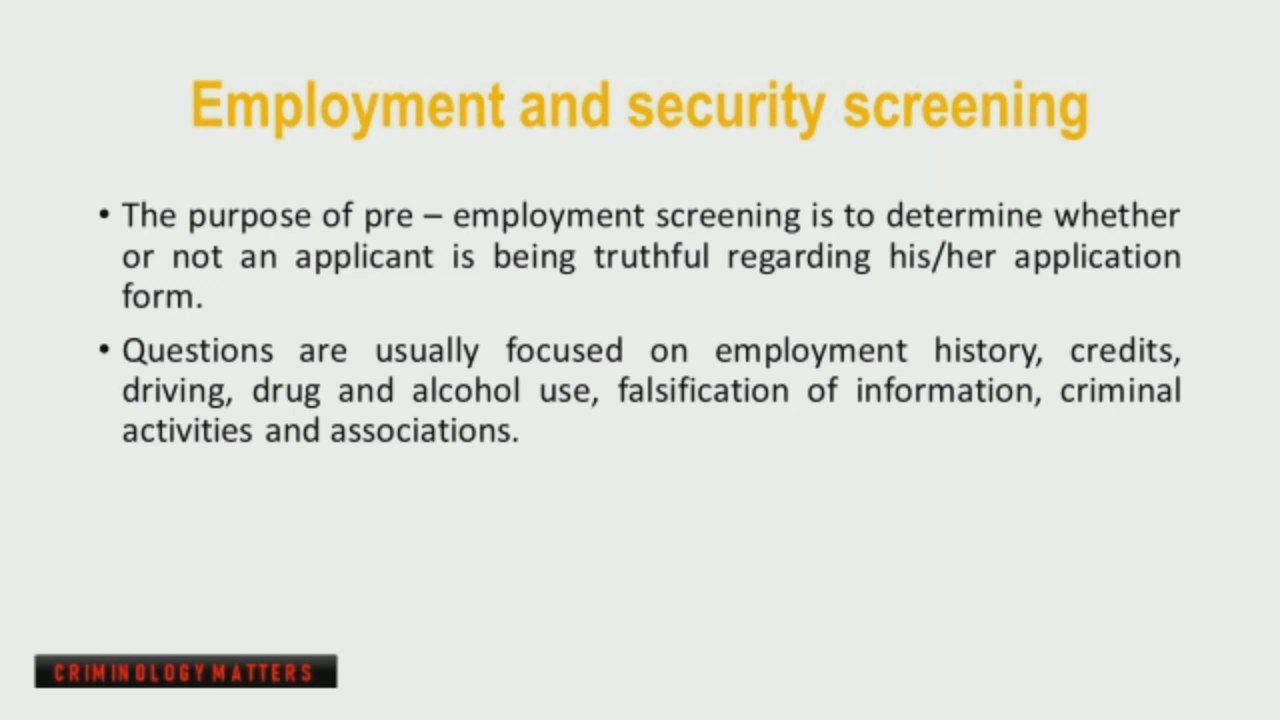 Employment and security screening
• The purpose of pre – employment screening is to determine whether
or not an applicant is being truthful regarding his/her application
form.
• Questions are usually focused on employment history, credits,
driving, drug and alcohol use, falsification of information, criminal
activities and associations.
CRIMINOLOGY MATTERS